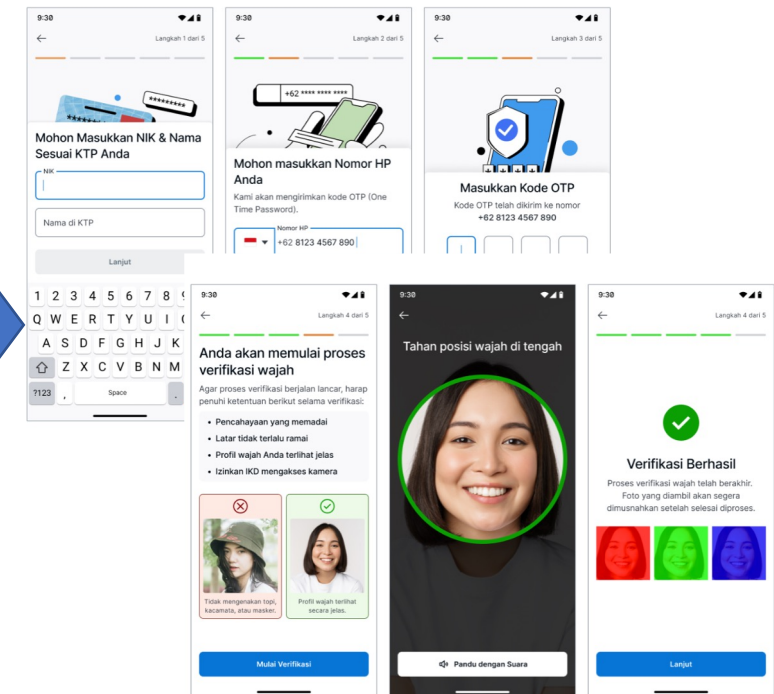 9:30
Langkah 1 dari 5
*********
Mohon Masukkan NIK & Nama
Sesuai KTP Anda
NIK
Nama di KTP
Lanjut
1 2 3 4 5 6 7 8
Q W E R T Y U I
A S D F G H J K
Z X C V B N M
?123 , Space .
9:30
Langkah 2 dari 5
+62 **** **** ****
Mohon masukkan Nomor HP
Anda
Kami akan mengirimkan kode OTP (One
Time Password).
Nomor HP
+62 8123 4567 890
9:30
Langkah 3 dari 5
Masukkan Kode OTP
Kode OTP telah dikirim ke nomor
+62 8123 4567 890
9:30
Langkah 4 dari 5
Anda akan memulai proses
verifikasi wajah
Agar proses verifikasi berjalan lancar, harap
penuhi ketentuan berikut selama verifikasi:
• Pencahayaan yang memadai
• Latar tidak terlalu ramai
• Profil wajah Anda terlihat jelas
• Izinkan IKD mengakses kamera
Tidak mengenakan topi,
kacamata, atau masker.
Profil wajah terlihat
secara jelas.
Mulai Verifikasi
9:30
Tahan posisi wajah di tengah
Pandu dengan Suara
9:30
Langkah 4 dari 5
Verifikasi Berhasil
Proses verifikasi wajah telah berakhir.
Foto yang diambil akan segera
dimusnahkan setelah selesai diproses.
Lanjut